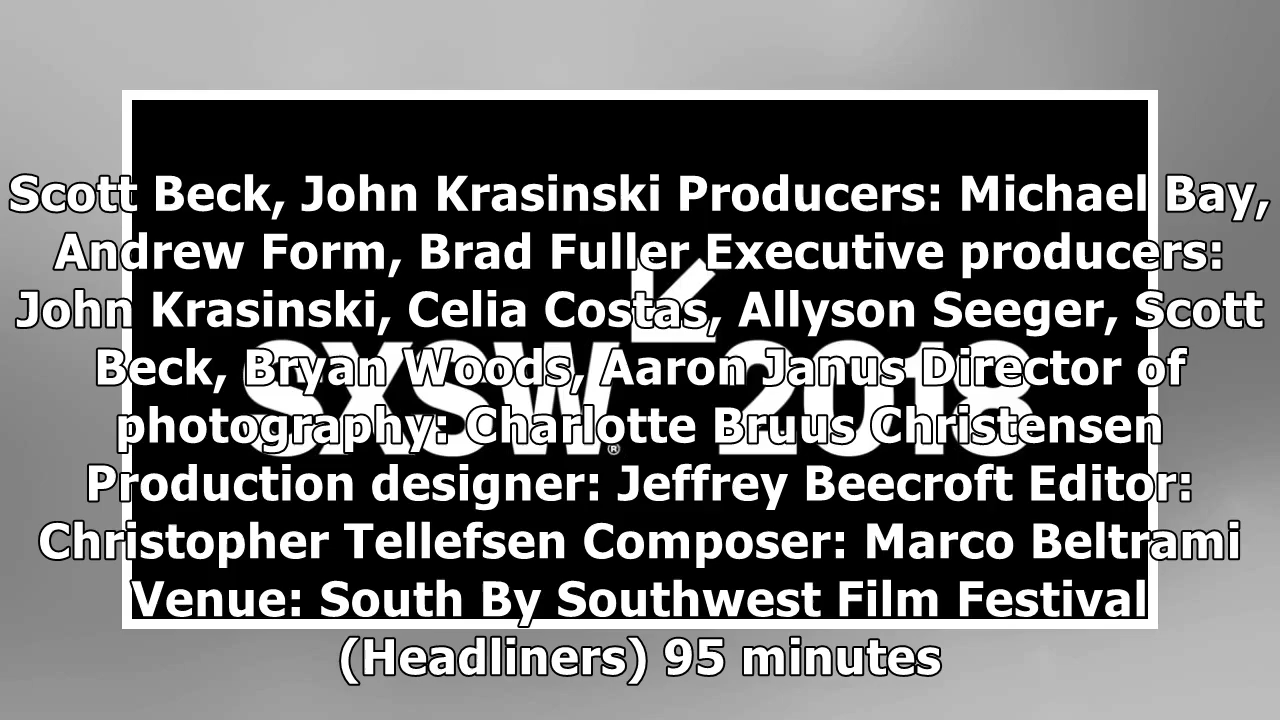 Scott Beck, John Krasinski Producers: Michael Bay,
Andrew Form, Brad Fuller Executive producers:
John Krasinski, Celia Costas, Allyson Seeger, Scott
Beck, Bryan Woods, Aaron Janus Director of
photography: Charlotte Bruus Christensen
Production designer: Jeffrey Beecroft Editor:
Christopher Tellefsen Composer: Marco Beltrami
Venue: South By Southwest Film Festival
(Headliners) 95 minutes
SXSW® 2018